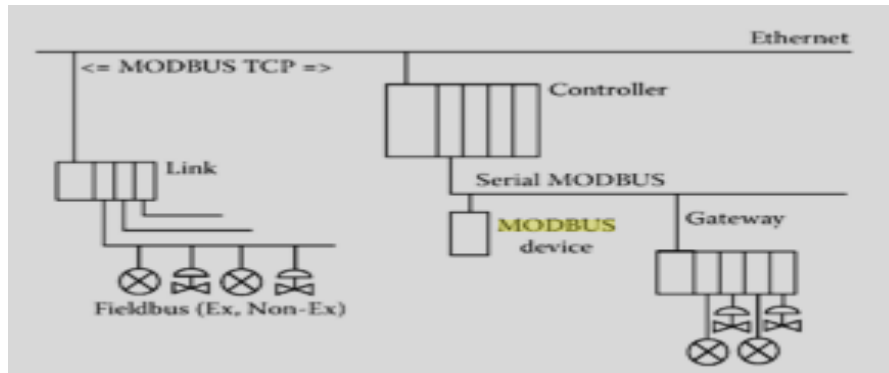 Ethernet
<= MODBUS TCP =>
Controller
Link
Serial MODBUS
MODBUS
device
Gateway
Fieldbus (Ex, Non-Ex)